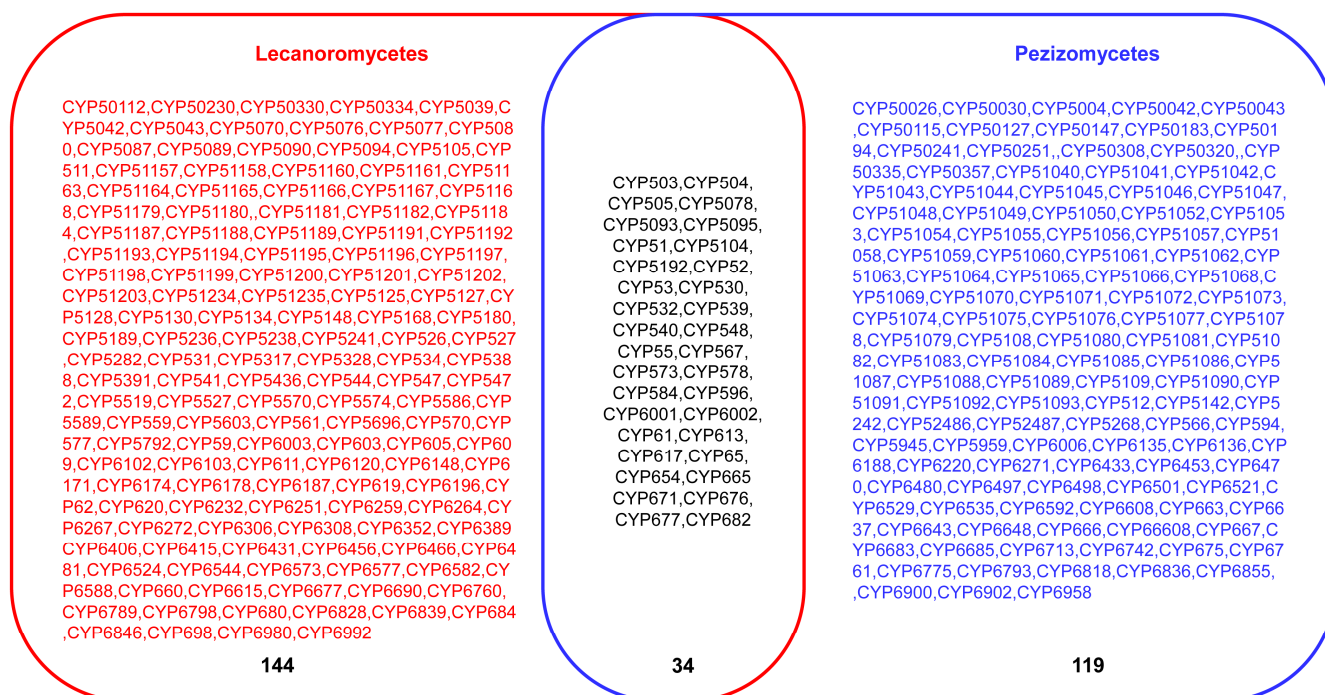 Lecanoromycetes
CYP50112,CYP50230,CYP50330,CYP50334,CYP5039,C
YP5042,CYP5043,CYP5070,CYP5076,CYP5077,CYP508
0,CYP5087,CYP5089,CYP5090,CYP5094,CYP5105,CYP
511,CYP51157,CYP51158,CYP51160,CYP51161,CYP511
63,CYP51164,CYP51165,CYP51166,CYP51167,CYP5116
8,CYP51179,CYP51180,,CYP51181,CYP51182,CYP5118
4,CYP51187,CYP51188,CYP51189,CYP51191,CYP51192
,CYP51193,CYP51194,CYP51195,CYP51196,CYP51197,
CYP51198,CYP51199,CYP51200,CYP51201,CYP51202,
CYP51203,CYP51234,CYP51235,CYP5125,CYP5127,CY
P5128,CYP5130,CYP5134,CYP5148,CYP5168,CYP5180,
CYP5189,CYP5236,CYP5238,CYP5241,CYP526,CYP527
,CYP5282,CYP531,CYP5317,CYP5328,CYP534,CYP538
8,CYP5391,CYP541,CYP5436,CYP544,CYP547,CYP547
2,CYP5519,CYP5527,CYP5570,CYP5574,CYP5586,CYP
5589,CYP559,CYP5603,CYP561,CYP5696,CYP570,CYP
577,CYP5792,CYP59,CYP6003,CYP603,CYP605,CYP60
9,CYP6102,CYP6103,CYP611,CYP6120,CYP6148,CYP6
171,CYP6174,CYP6178,CYP6187,CYP619,CYP6196,CY
P62,CYP620,CYP6232,CYP6251,CYP6259,CYP6264,CY
P6267,CYP6272,CYP6306,CYP6308,CYP6352,CYP6389
CYP6406,CYP6415,CYP6431,CYP6456,CYP6466,CYP64
81,CYP6524,CYP6544,CYP6573,CYP6577,CYP6582,CY
P6588,CYP660,CYP6615,CYP6677,CYP6690,CYP6760,
CYP6789,CYP6798,CYP680,CYP6828,CYP6839,CYP684
,CYP6846,CYP698,CYP6980,CYP6992
144
CYP503,CYP504,
CYP505,CYP5078,
CYP5093,CYP5095,
CYP51,CYP5104,
CYP5192,CYP52,
CYP53,CYP530,
CYP532,CYP539,
CYP540,CYP548,
CYP55,CYP567,
CYP573,CYP578,
CYP584,CYP596,
CYP6001,CYP6002,
CYP61,CYP613,
CYP617,CYP65,
CYP654,CYP665
CYP671,CYP676,
CYP677,CYP682
34
Pezizomycetes
CYP50026,CYP50030,CYP5004,CYP50042,CYP50043
,CYP50115,CYP50127,CYP50147,CYP50183,CYP501
94,CYP50241,CYP50251,,CYP50308,CYP50320,,CYP
50335,CYP50357,CYP51040,CYP51041,CYP51042,C
YP51043,CYP51044,CYP51045,CYP51046,CYP51047,
CYP51048,CYP51049,CYP51050,CYP51052,CYP5105
3,CYP51054,CYP51055,CYP51056,CYP51057,CYP51
058,CYP51059,CYP51060,CYP51061,CYP51062,CYP
51063,CYP51064,CYP51065,CYP51066,CYP51068,C
YP51069,CYP51070,CYP51071,CYP51072,CYP51073,
CYP51074,CYP51075,CYP51076,CYP51077,CYP5107
8,CYP51079,CYP5108,CYP51080,CYP51081,CYP510
82,CYP51083,CYP51084,CYP51085,CYP51086,CYP5
1087,CYP51088,CYP51089,CYP5109,CYP51090,CYP
51091,CYP51092,CYP51093,CYP512,CYP5142,CYP5
242,CYP52486,CYP52487,CYP5268,CYP566,CYP594,
CYP5945,CYP5959,CYP6006,CYP6135,CYP6136,CYP
6188,CYP6220,CYP6271,CYP6433,CYP6453,CYP647
0,CYP6480,CYP6497,CYP6498,CYP6501,CYP6521,C
YP6529,CYP6535,CYP6592,CYP6608,CYP663,CYP66
37,CYP6643,CYP6648,CYP666,CYP66608,CYP667,C
YP6683,CYP6685,CYP6713,CYP6742,CYP675,CYP67
61,CYP6775,CYP6793,CYP6818,CYP6836,CYP6855,
,CYP6900,CYP6902,CYP6958
119